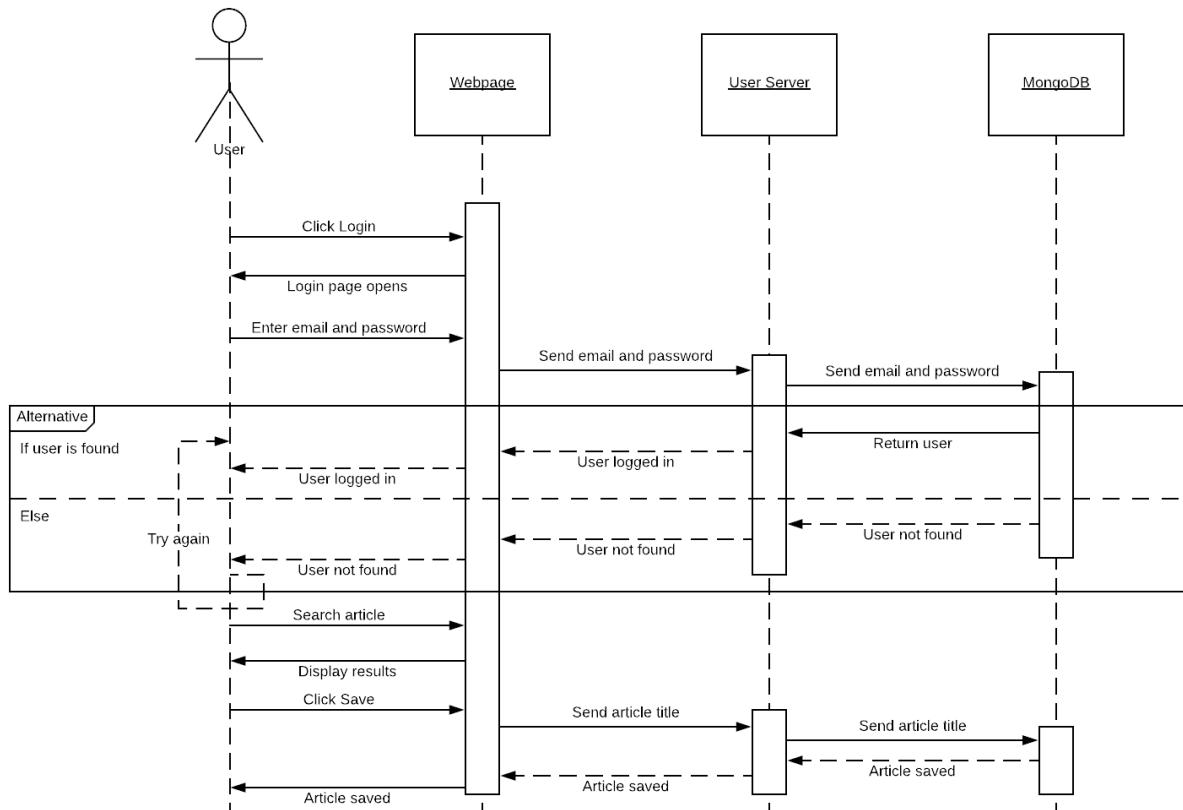 User
Webpage
User Server
MongoDB
Click Login
Login page opens
Enter email and password
Send email and password
Send email and password
Alternative
If user is found
Return user
User logged in
User logged in
Else
User not found
Try again
User not found
User not found
Search article
Display results
Click Save
Send article title
Send article title
Article saved
Article saved
Article saved